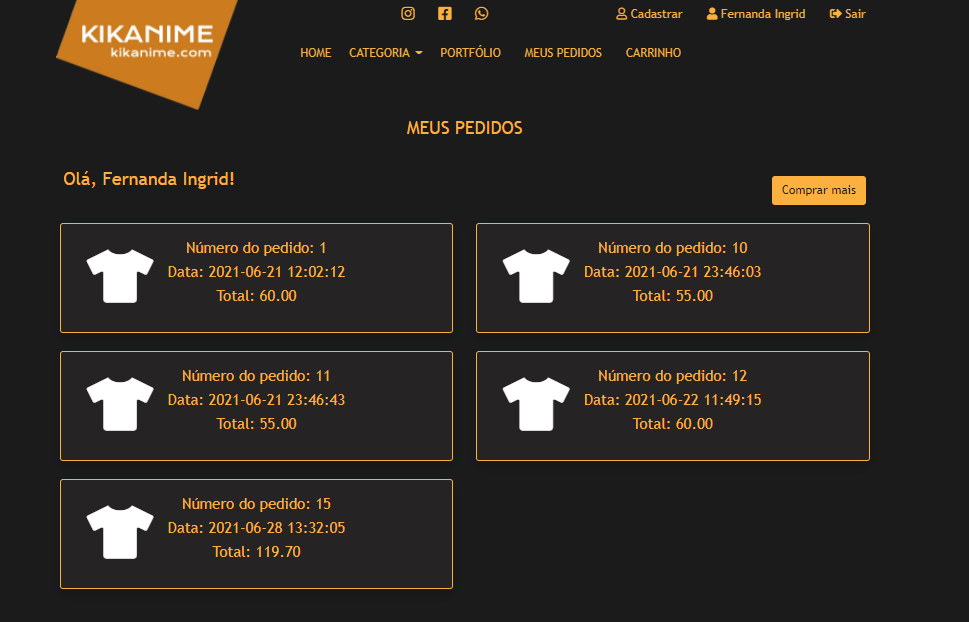 KIKANIME
kikanime.com
Cadastrar
Fernanda Ingrid
Sair
HOME
CATEGORIA
PORTFÓLIO
MEUS PEDIDOS
CARRINHO
MEUS PEDIDOS
Olá, Fernanda Ingrid!
Comprar mais
Número do pedido: 1
Data: 2021-06-21 12:02:12
Total: 60.00
Número do pedido: 10
Data: 2021-06-21 23:46:03
Total: 55.00
Número do pedido: 11
Data: 2021-06-21 23:46:43
Total: 55.00
Número do pedido: 12
Data: 2021-06-22 11:49:15
Total: 60.00
Número do pedido: 15
Data: 2021-06-28 13:32:05
Total: 119.70